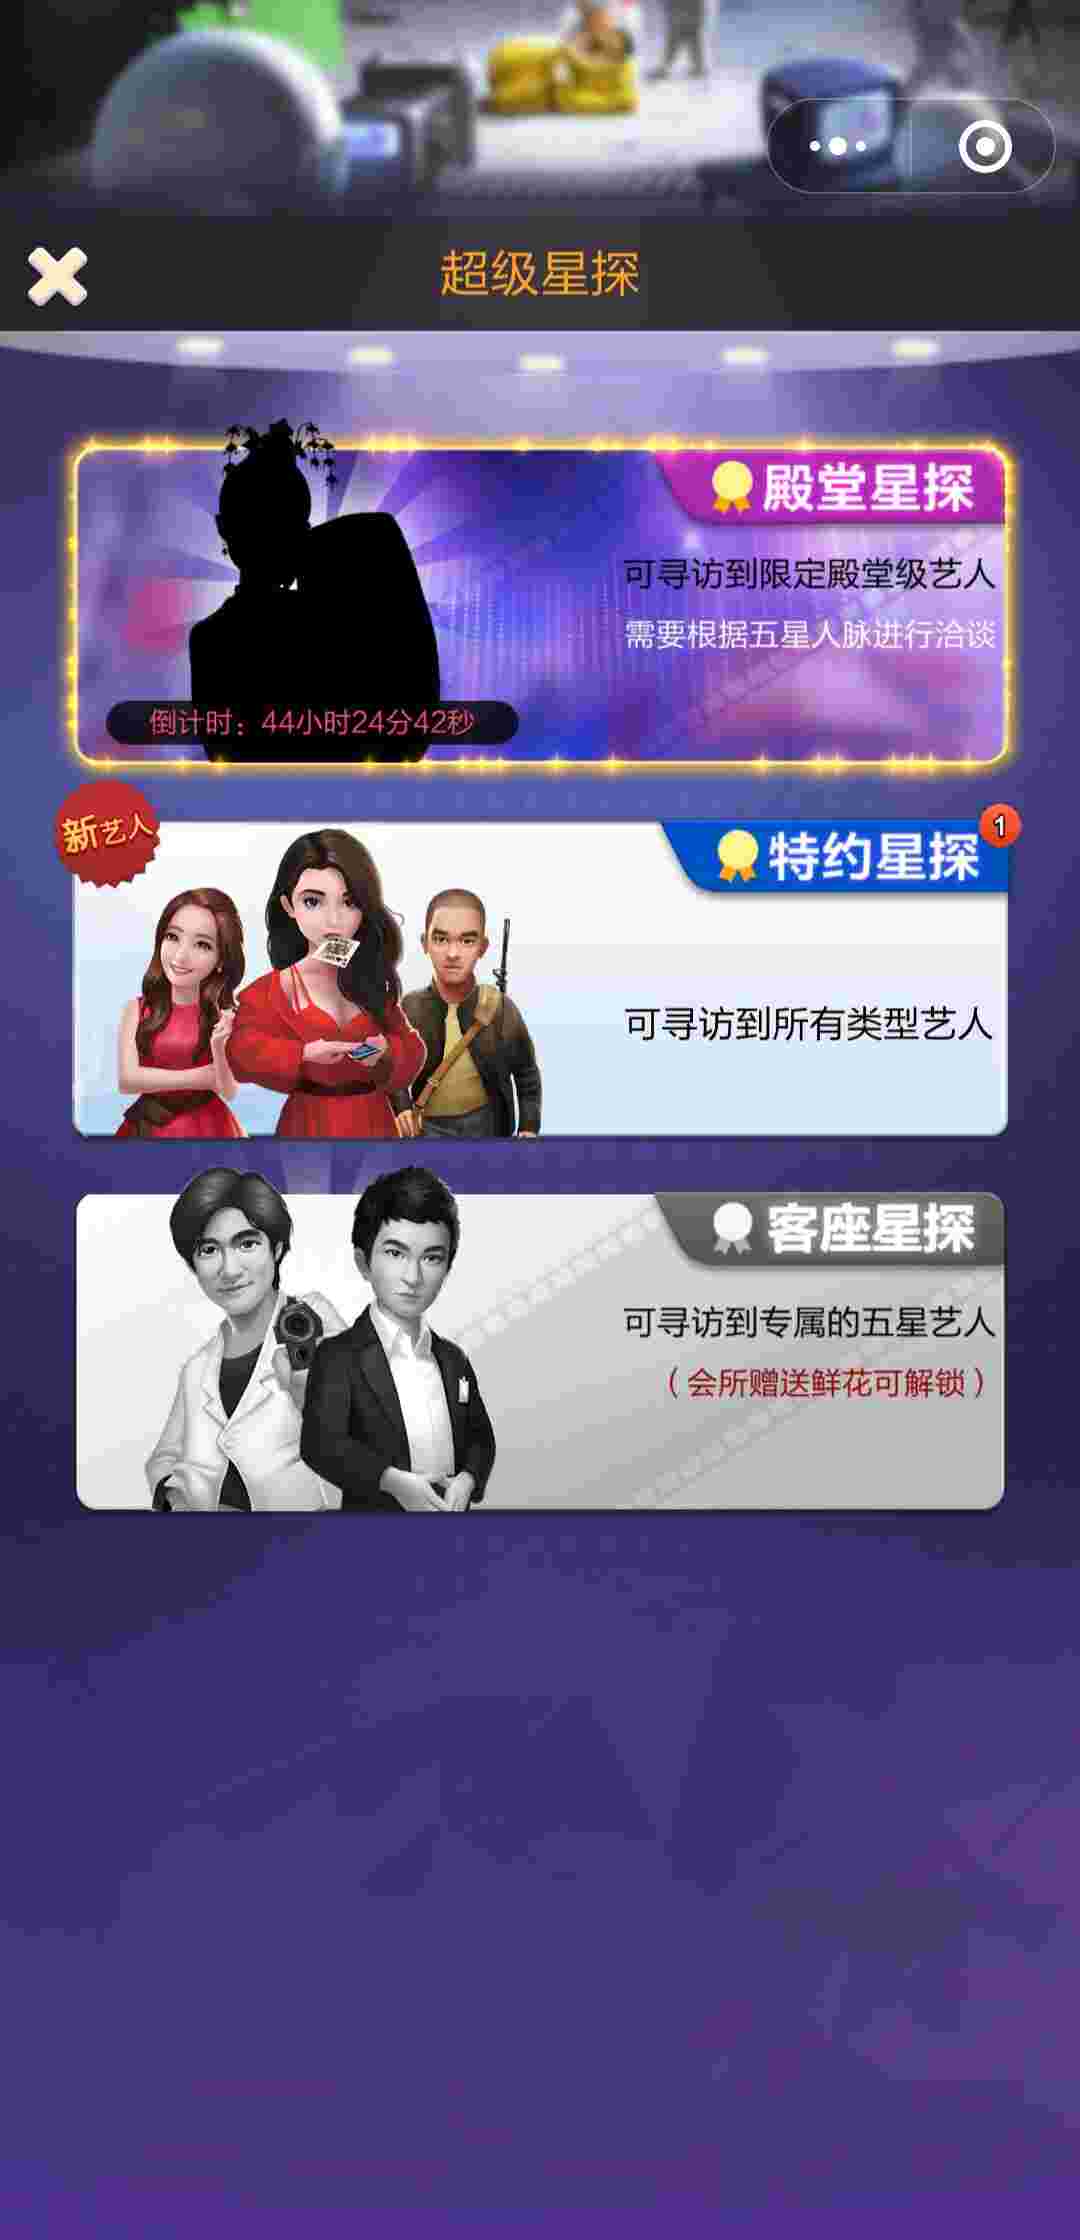 超级星探
殿堂星探
可寻访到限定殿堂级艺人
需要根据五星人脉进行洽谈
倒计时：44小时24分42秒
新艺人
特约星探
1
可寻访到所有类型艺人
客座星探
可寻访到专属的五星艺人
（会所赠送鲜花可解锁）